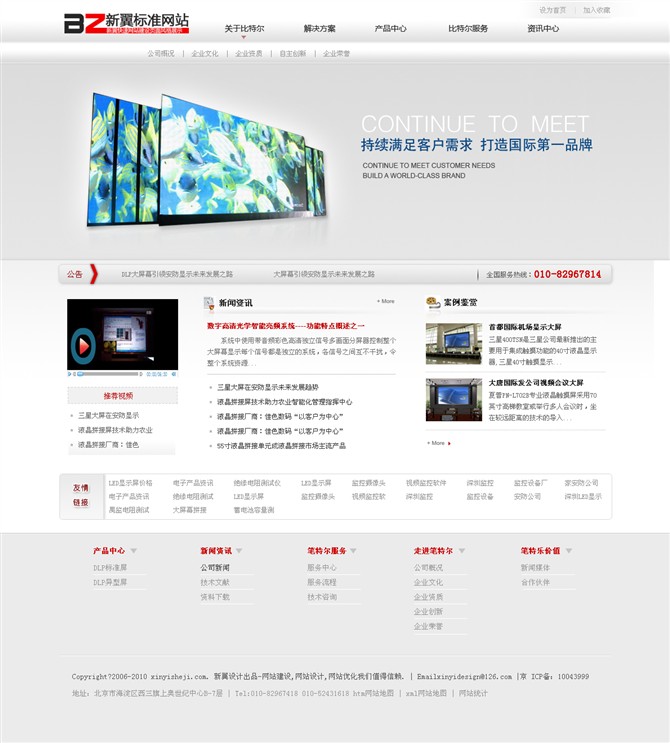 设为首页 | 加入收藏
BZ 新翼标准网站
关于比特尔 解决方案 产品中心 比特尔服务 资讯中心
公司概况 | 企业文化 | 企业资质 | 自主创新 | 企业荣誉
CONTINUE TO MEET
持续满足客户需求 打造国际第一品牌
CONTINUE TO MEET CUSTOMER NEEDS
BUILD A WORLD-CLASS BRAND
公告 DLP大屏幕引领安防显示未来发展之路 大屏幕引领安防显示未来发展之路 全国服务热线：010-82967814
推荐视频
三星大屏在安防显示
液晶拼接屏技术助力农业
液晶拼接厂商：佳色
新闻资讯 + More
数字高清光学智能亮频系统----功能特点概述之一
系统中使用带音频彩色高清独立信号多画面分屏器控制整个
大屏幕显示每个信号都是独立的系统，各信号之间互不干扰，令
整个系统资源...
三星大屏在安防显示未来发展趋势
液晶拼接屏技术助力农业智能化管理指挥中心
液晶拼接厂商：佳色数码“以客户为中心”
液晶拼接厂商：佳色数码“以客户为中心”
55寸液晶拼接单元成液晶拼接市场主流产品
案例鉴赏
首都国际机场显示大屏
三星400TSN是三星公司最新推出的主
要用于集成触摸功能的40寸液晶显示
器, 三星40寸触摸显示...
大唐国际发公司视频会议大屏
夏普PN-L702B专业液晶触摸屏采用70
英寸高梯教室或举行多人会议时，坐
在较远距离的技术的导入...
+ More
友情
链接
LED显示屏价格 电子产品资讯 绝缘电阻测试仪 LED显示屏 监控摄像头 视频监控软件 深圳监控 监控设备厂 家安防公司
电子产品资讯 绝缘电阻测试 LED显示屏 监控摄像头 视频监控软 深圳监控 监控设备 安防公司 深圳LED显示
大屏幕拼接 蓄电池容量测
产品中心
DLP标准屏
DLP异型屏
新闻资讯
公司新闻
技术文献
资料下载
笔特尔服务
服务中心
服务流程
技术咨询
走进笔特尔
公司概况
企业文化
企业资质
企业创新
企业荣誉
笔特乐价值
新闻媒体
合作伙伴
Copyright?2006-2010 xinyisheji.com. 新翼设计出品-网站建设,网站设计,网站优化我们值得信赖. | Emailxinyidesign@126.com |京 ICP备: 10043999
地址: 北京市海淀区西三旗上奥世纪中心B-7层 | Tel:010-82967418 010-52431618 htm网站地图 | xml网站地图 | 网站统计